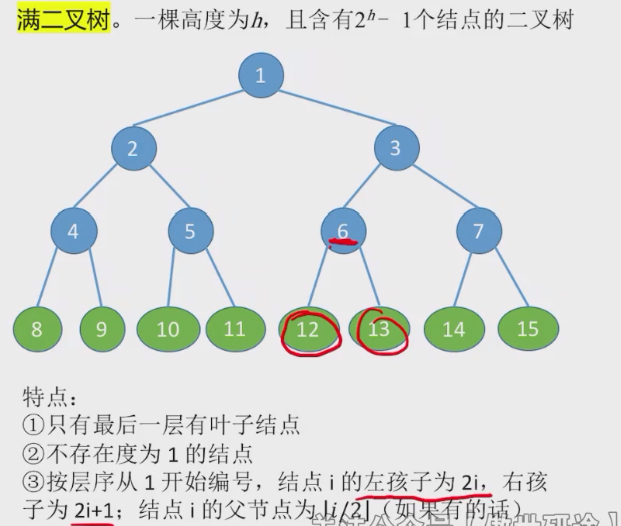 满二叉树。一棵高度为h，且含有2ʰ- 1个结点的二叉树
1
2
3
4
5
6
7
8
9
10
11
12
13
14
15
特点：
①只有最后一层有叶子结点
②不存在度为 1 的结点
③按层序从 1 开始编号，结点 i 的左孩子为 2i，右孩
子为 2i+1；结点 i 的父节点为⌊i/2⌋（如果有的话）